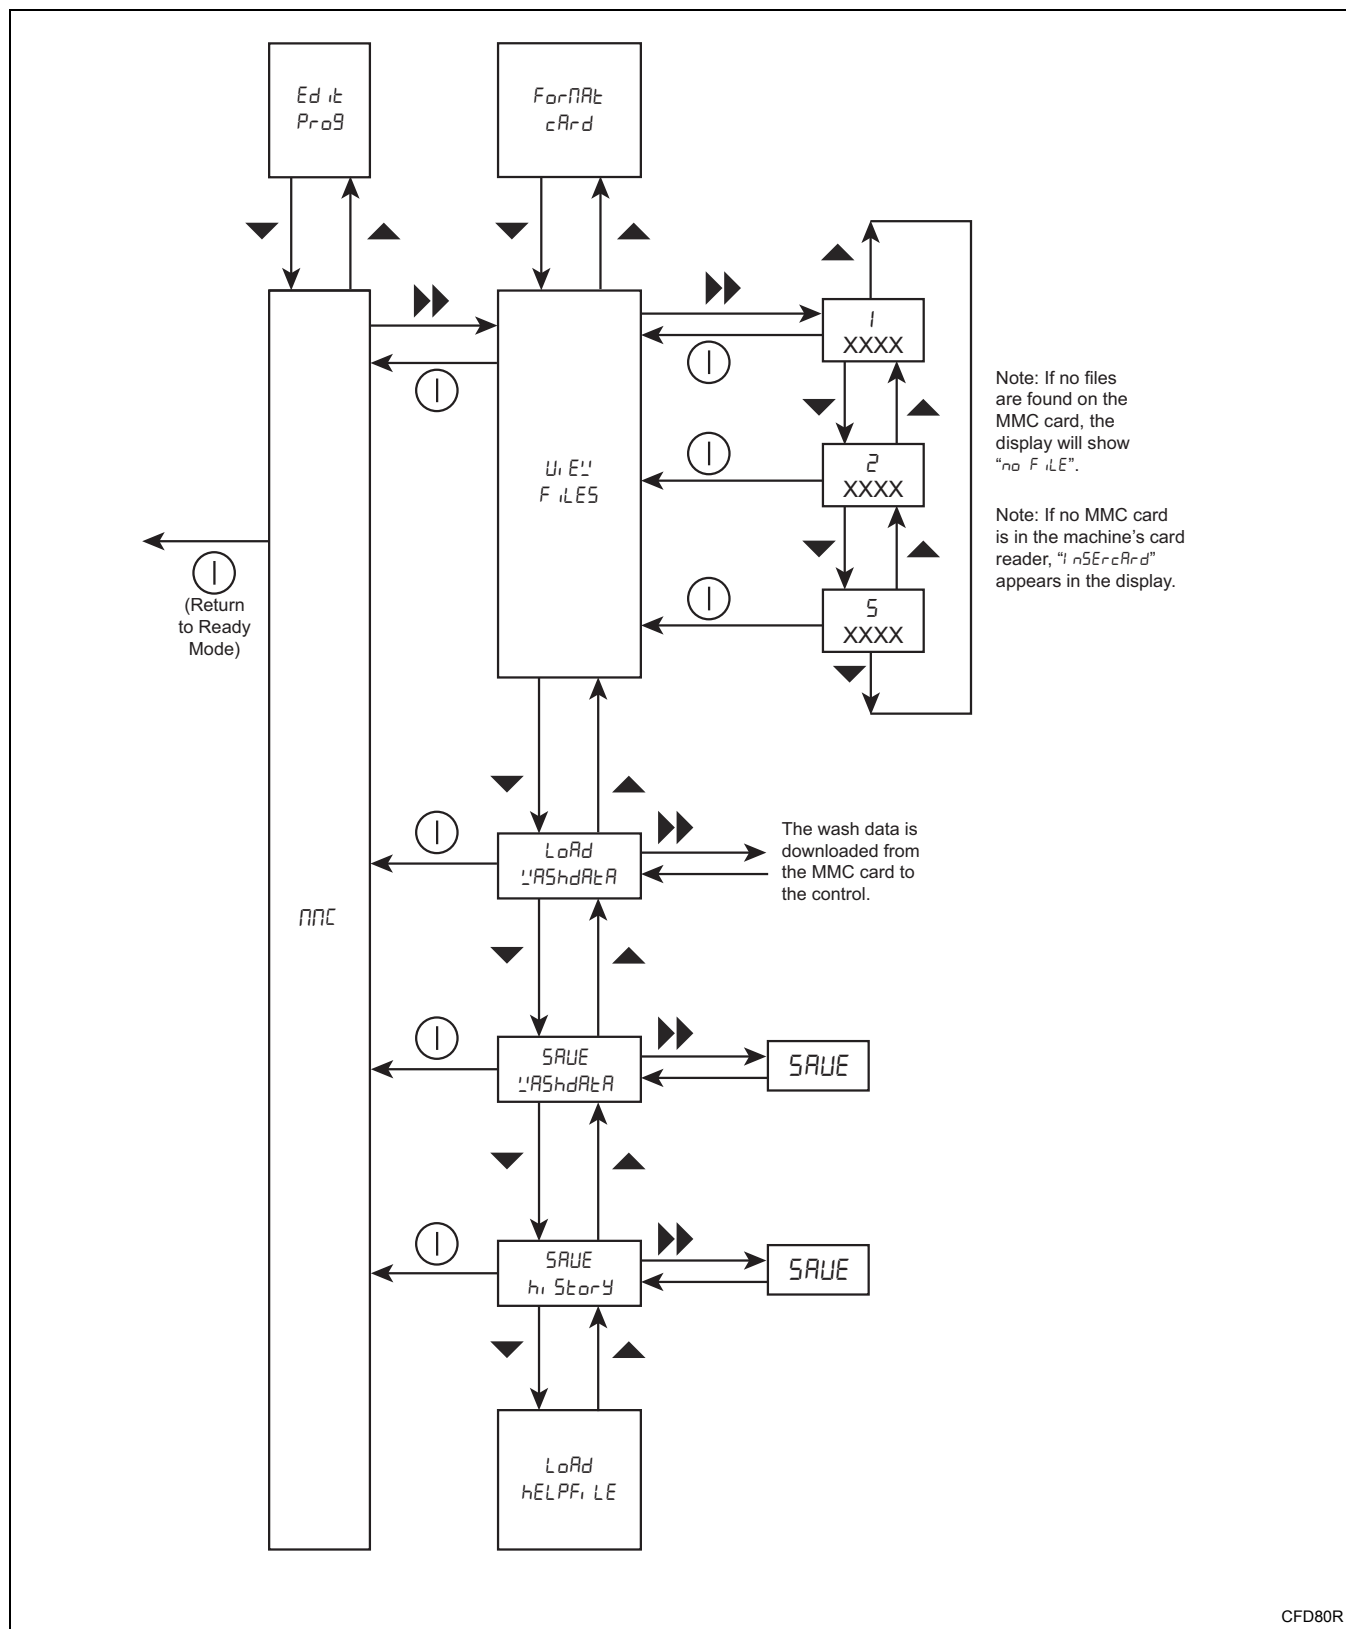 Edit
Prog
ForMAt
cArd
1
XXXX
2
XXXX
5
XXXX
Note: If no files
are found on the
MMC card, the
display will show
“no FiLE”.
Note: If no MMC card
is in the machine’s card
reader, “InSErcArd”
appears in the display.
ViEW
FiLES
(Return
to Ready
Mode)
LoAd
WAShdAtA
The wash data is
downloaded from
the MMC card to
the control.
MMC
SAVE
WAShdAtA
SAVE
SAVE
hiStorY
SAVE
LoAd
hELPFiLE
CFD80R